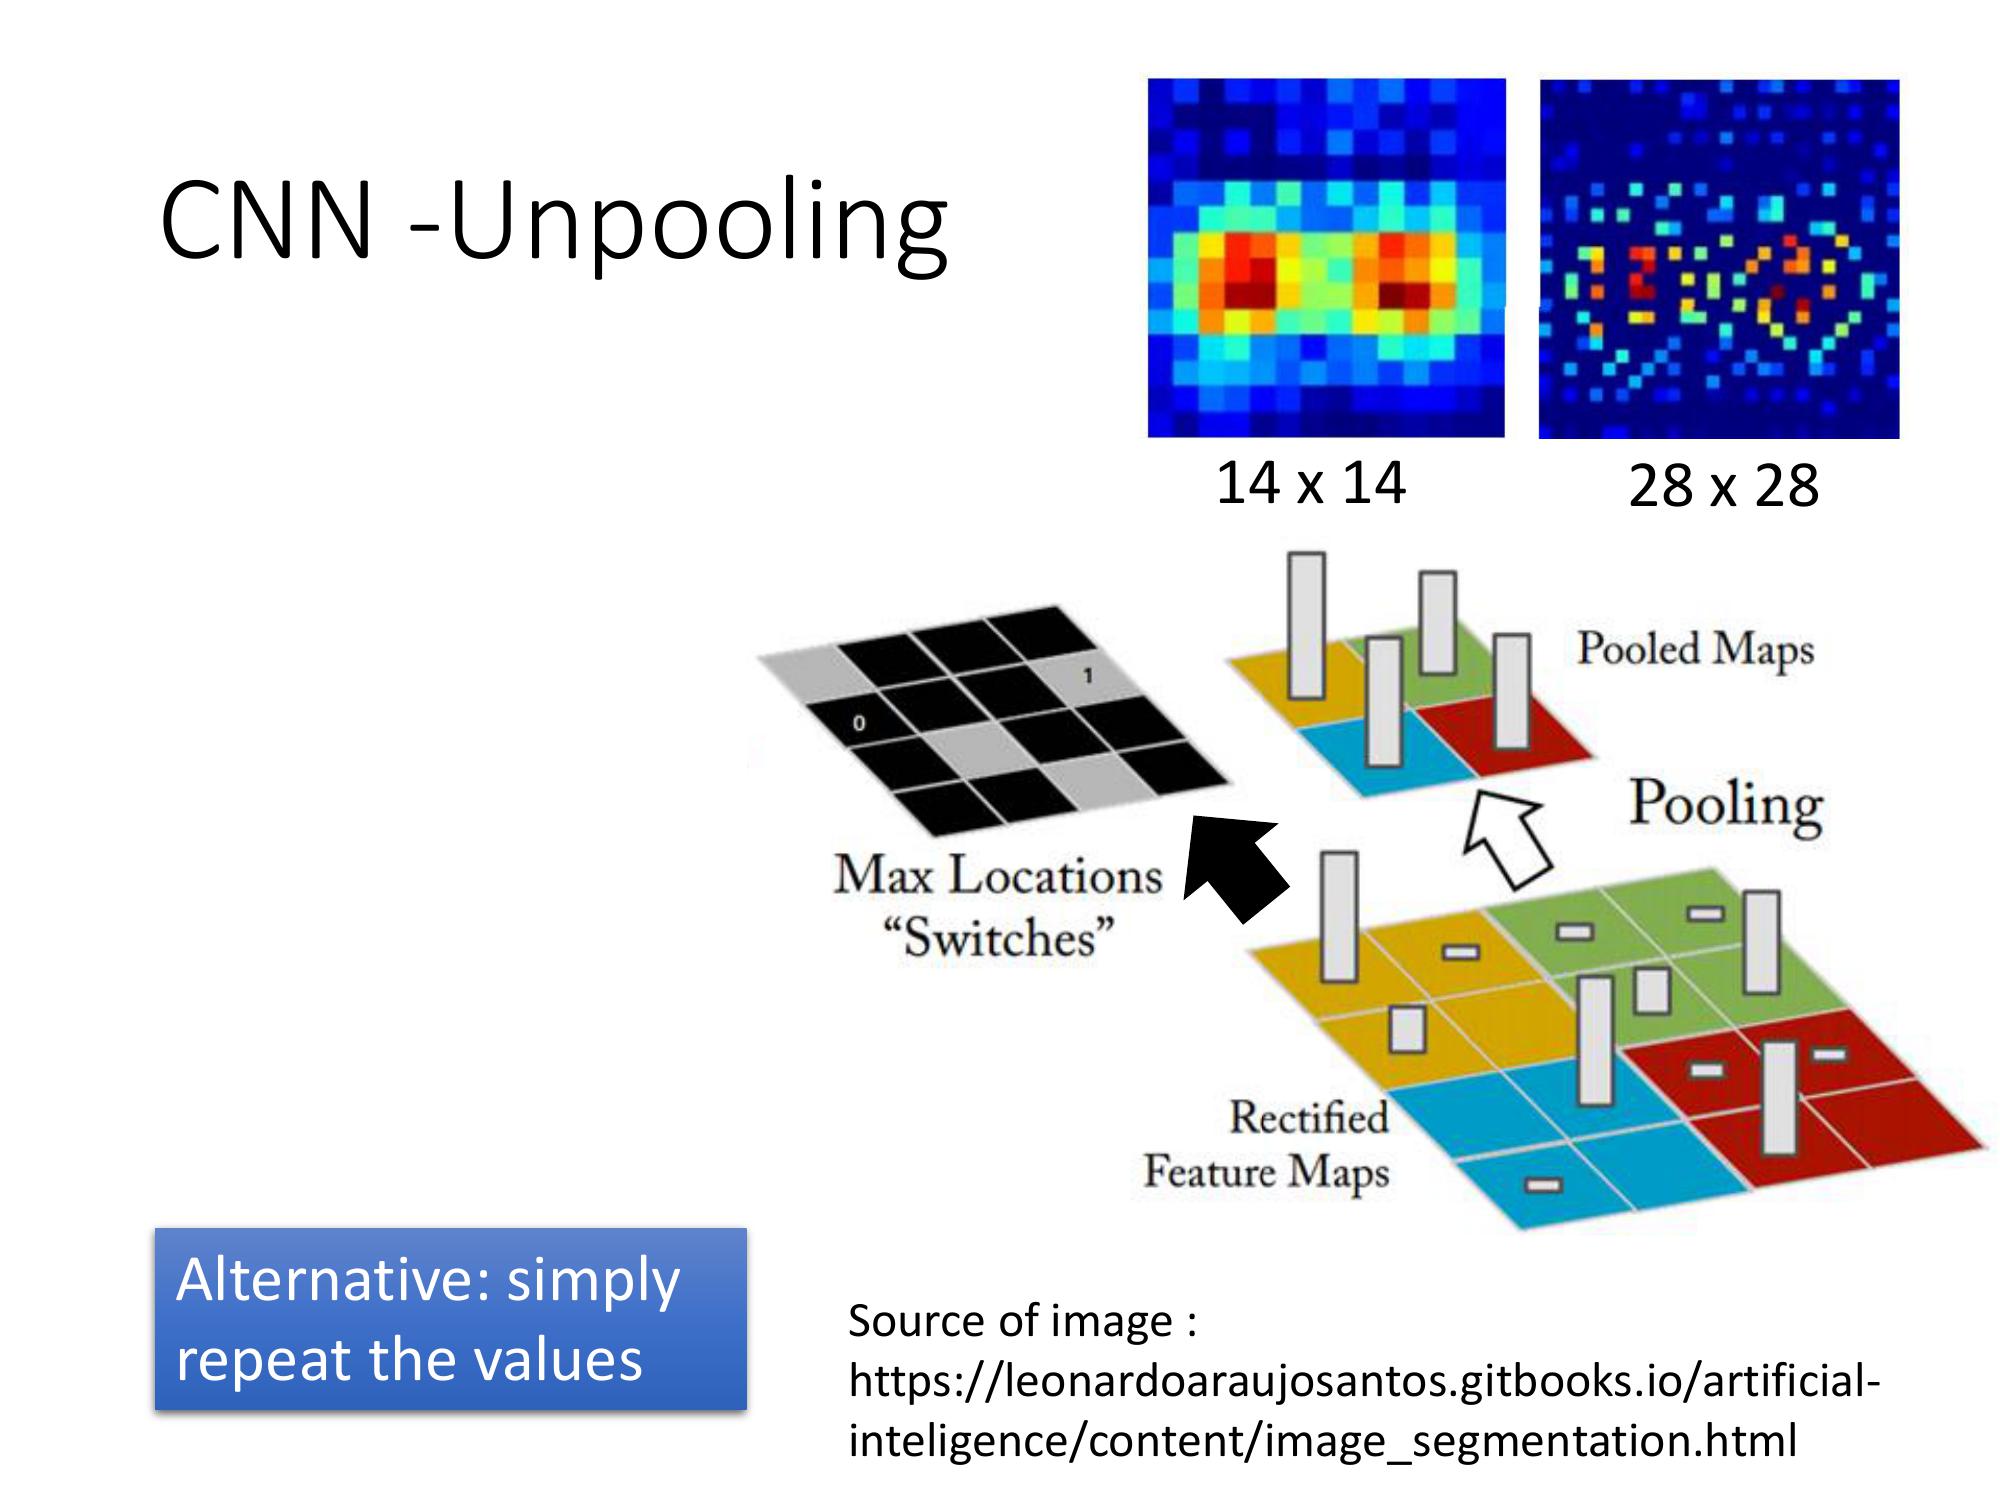 CNN -Unpooling
14 x 14
28 x 28
Pooled Maps
1
0
Pooling
Max Locations
“Switches”
Rectified
Feature Maps
Alternative: simply
repeat the values
Source of image :
https://leonardoaraujosantos.gitbooks.io/artificial-
inteligence/content/image_segmentation.html